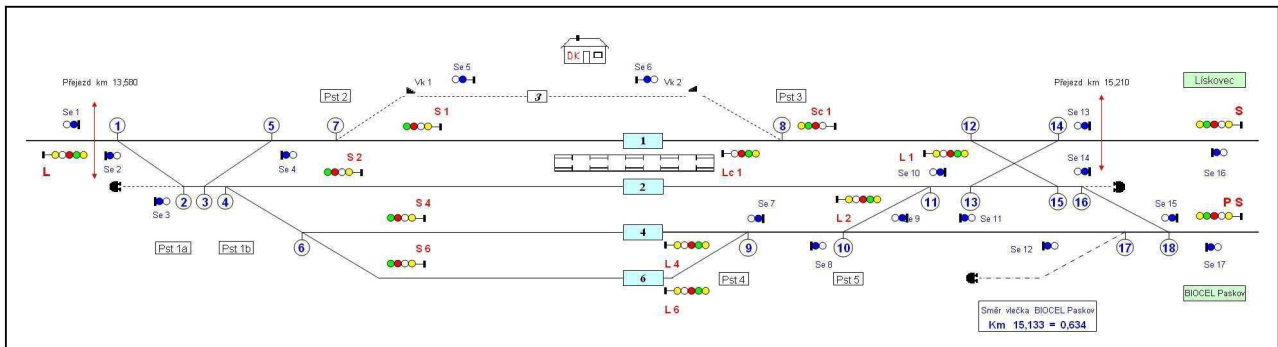 DK
Se 5
Se 6
Přejezd km 13,580
Vk 1
Vk 2
Přejezd km 15,210
Lískovec
Pst 2
3
Pst 3
Se 1
S 1
Sc 1
Se 13
S
1
5
7
8
12
14
1
L
Se 2
Se 4
S 2
Lc 1
L 1
Se 10
Se 14
Se 16
2
3
4
2
11
13
15
16
Se 3
S 4
Se 7
L 2
Se 9
Se 11
Se 15
P S
6
4
9
10
17
18
Pst 1a
Pst 1b
S 6
L 4
Pst 4
Se 8
Pst 5
Se 12
Se 17
6
L 6
BIOCEL Paskov
Směr vlečka BIOCEL Paskov
Km 15,133 = 0,634